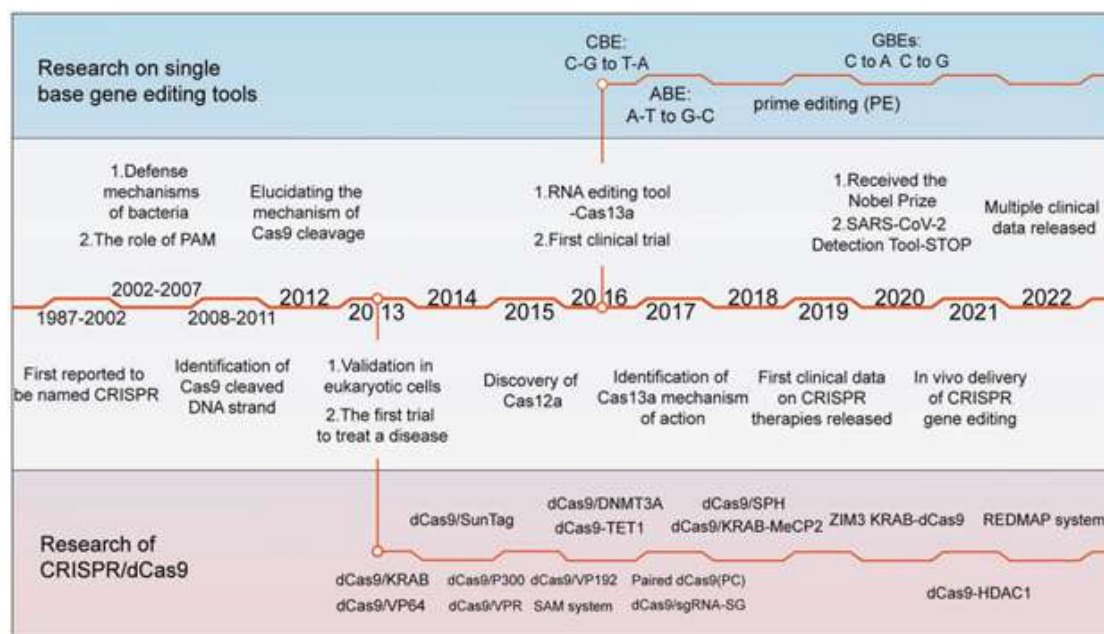 Research on single
base gene editing tools
CBE:
C-G to T-A
ABE:
A-T to G-C
GBEs:
C to A C to G
prime editing (PE)
1.Defense
mechanisms
of bacteria
2.The role of PAM
Elucidating the
mechanism of
Cas9 cleavage
1.RNA editing tool
-Cas13a
2.First clinical trial
1.Received the
Nobel Prize
2.SARS-CoV-2
Detection Tool-STOP
Multiple clinical
data released
1987-2002
2002-2007
2008-2011
2012
2013
2014
2015
2016
2017
2018
2019
2020
2021
2022
First reported to
be named CRISPR
Identification of
Cas9 cleaved
DNA strand
1.Validation in
eukaryotic cells
2.The first trial
to treat a disease
Discovery of
Cas12a
Identification of
Cas13a mechanism
of action
First clinical data
on CRISPR
therapies released
In vivo delivery
of CRISPR
gene editing
Research of
CRISPR/dCas9
dCas9/KRAB
dCas9/VP64
dCas9/SunTag
dCas9/P300
dCas9/VPR
dCas9/DNMT3A
dCas9-TET1
dCas9/VP192
SAM system
dCas9/SPH
dCas9/KRAB-MeCP2
Paired dCas9(PC)
dCas9/sgRNA-SG
ZIM3 KRAB-dCas9
dCas9-HDAC1
REDMAP system